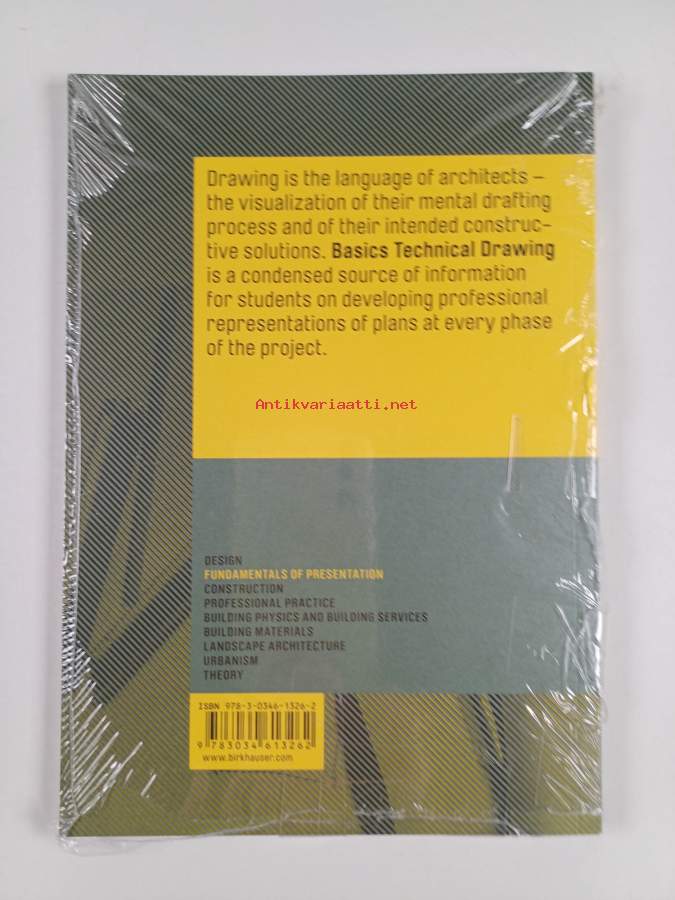 Drawing is the language of architects –
the visualization of their mental drafting
process and of their intended construc-
tive solutions. Basics Technical Drawing
is a condensed source of information
for students on developing professional
representations of plans at every phase
of the project.
Antikvariaatti.net
DESIGN
FUNDAMENTALS OF PRESENTATION
CONSTRUCTION
PROFESSIONAL PRACTICE
BUILDING PHYSICS AND BUILDING SERVICES
BUILDING MATERIALS
LANDSCAPE ARCHITECTURE
URBANISM
THEORY
ISBN 978-3-0346-1326-2
9 783034 613262
www.birkhauser.com